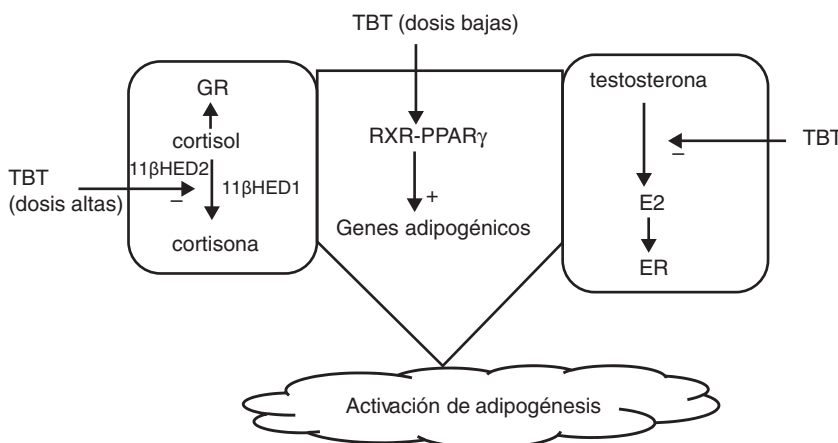 TBT (dosis bajas)
GR
cortisol
11βHED2
11βHED1
cortisona
TBT
(dosis altas)
–
RXR-PPARγ
+
Genes adipogénicos
testosterona
TBT
–
E2
ER
Activación de adipogénesis